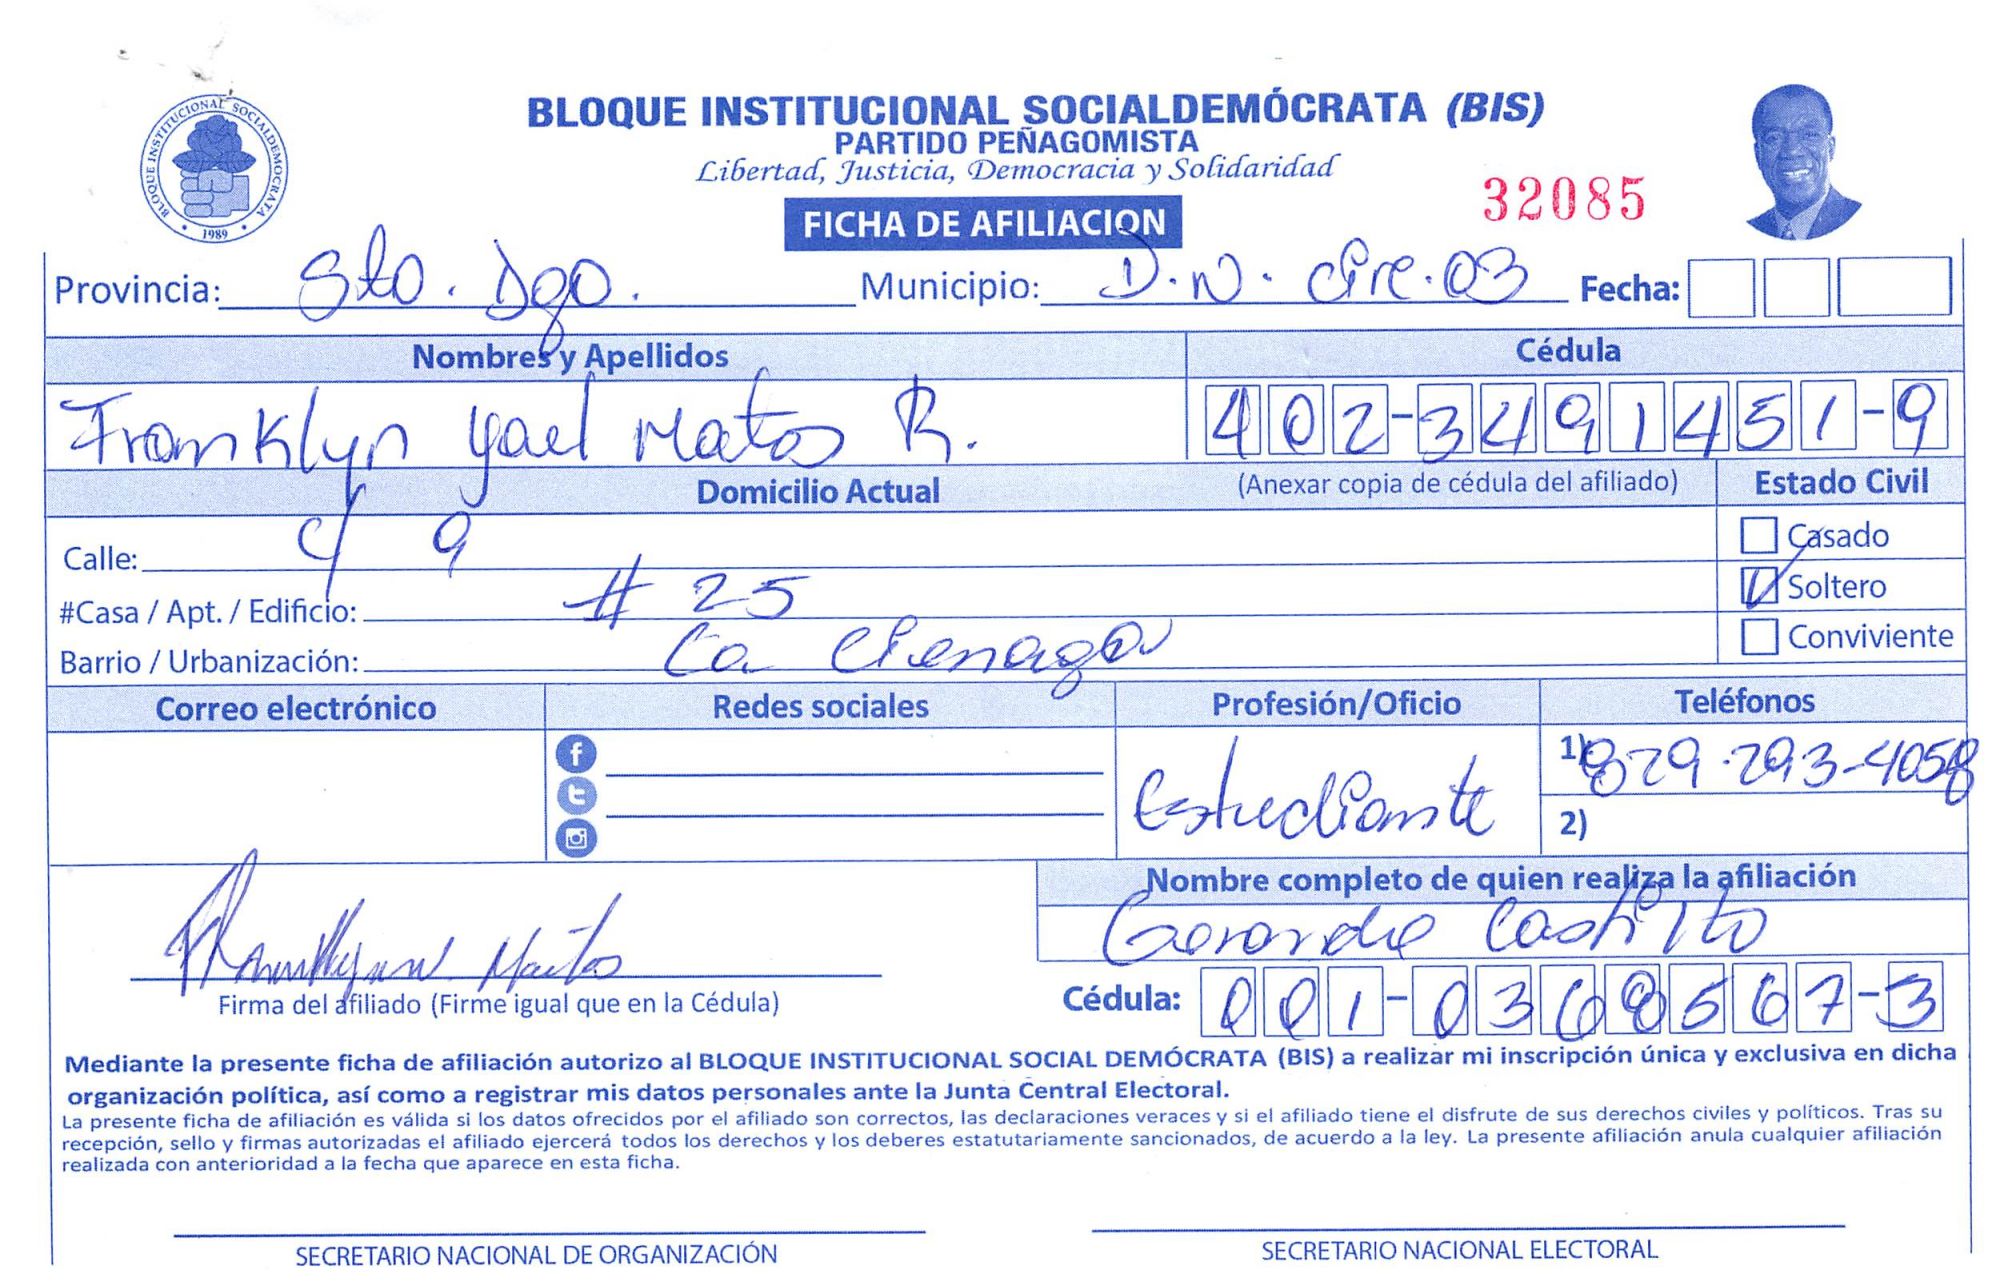 BLOQUE INSTITUCIONAL SOCIALDEMOCRATA
1989
BLOQUE INSTITUCIONAL SOCIALDEMÓCRATA (BIS)
PARTIDO PEÑAGOMISTA
Libertad, Justicia, Democracia y Solidaridad
32085
FICHA DE AFILIACION
Provincia: Sto. Dgo. Municipio: D.N. Circ. 03 Fecha:
Nombres y Apellidos Cédula
Franklyn Yael Matos R. 402-3491451-9
Domicilio Actual (Anexar copia de cédula del afiliado) Estado Civil
Calle: c/ 9 Casado
#Casa / Apt. / Edificio: # 25 Soltero
Barrio / Urbanización: La Cienaga Conviviente
Correo electrónico Redes sociales Profesión/Oficio Teléfonos
Estudiante 1) 829-293-4058
2)
Nombre completo de quien realiza la afiliación
Gerardo Castillo
Matos
Firma del afiliado (Firme igual que en la Cédula) Cédula: 001-0368567-3
Mediante la presente ficha de afiliación autorizo al BLOQUE INSTITUCIONAL SOCIAL DEMÓCRATA (BIS) a realizar mi inscripción única y exclusiva en dicha
organización política, así como a registrar mis datos personales ante la Junta Central Electoral.
La presente ficha de afiliación es válida si los datos ofrecidos por el afiliado son correctos, las declaraciones veraces y si el afiliado tiene el disfrute de sus derechos civiles y políticos. Tras su
recepción, sello y firmas autorizadas el afiliado ejercerá todos los derechos y los deberes estatutariamente sancionados, de acuerdo a la ley. La presente afiliación anula cualquier afiliación
realizada con anterioridad a la fecha que aparece en esta ficha.
SECRETARIO NACIONAL DE ORGANIZACIÓN SECRETARIO NACIONAL ELECTORAL